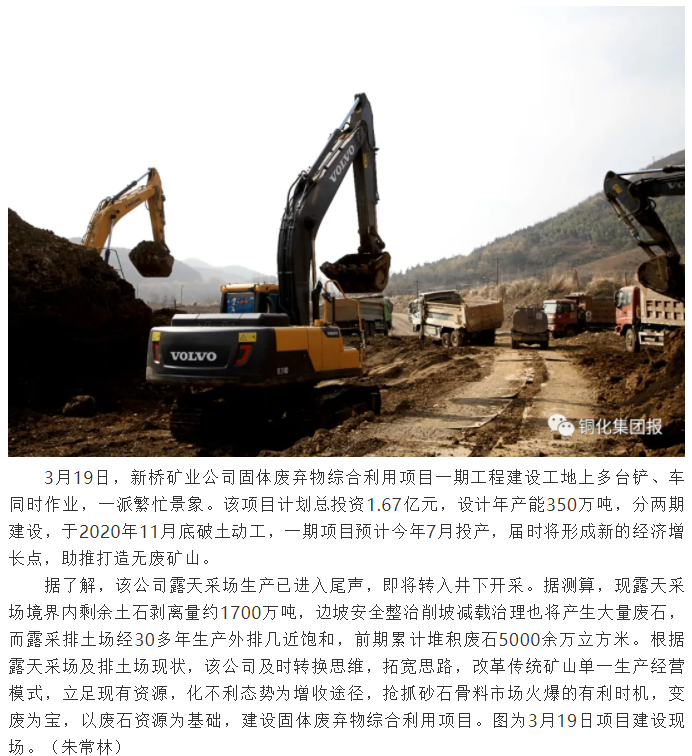 VOLVO
VOLVO
铜化集团报
3月19日，新桥矿业公司固体废弃物综合利用项目一期工程建设工地上多台铲、车
同时作业，一派繁忙景象。该项目计划总投资1.67亿元，设计年产能350万吨，分两期
建设，于2020年11月底破土动工，一期项目预计今年7月投产，届时将形成新的经济增
长点，助推打造无废矿山。
据了解，该公司露天采场生产已进入尾声，即将转入井下开采。据测算，现露天采
场境界内剩余土石剥离量约1700万吨，边坡安全整治削坡减载治理也将产生大量废石，
而露采排土场经30多年生产外排几近饱和，前期累计堆积废石5000余万立方米。根据
露天采场及排土场现状，该公司及时转换思维，拓宽思路，改革传统矿山单一生产经营
模式，立足现有资源，化不利态势为增收途径，抢抓砂石骨料市场火爆的有利时机，变
废为宝，以废石资源为基础，建设固体废弃物综合利用项目。图为3月19日项目建设现
场。（朱常林）